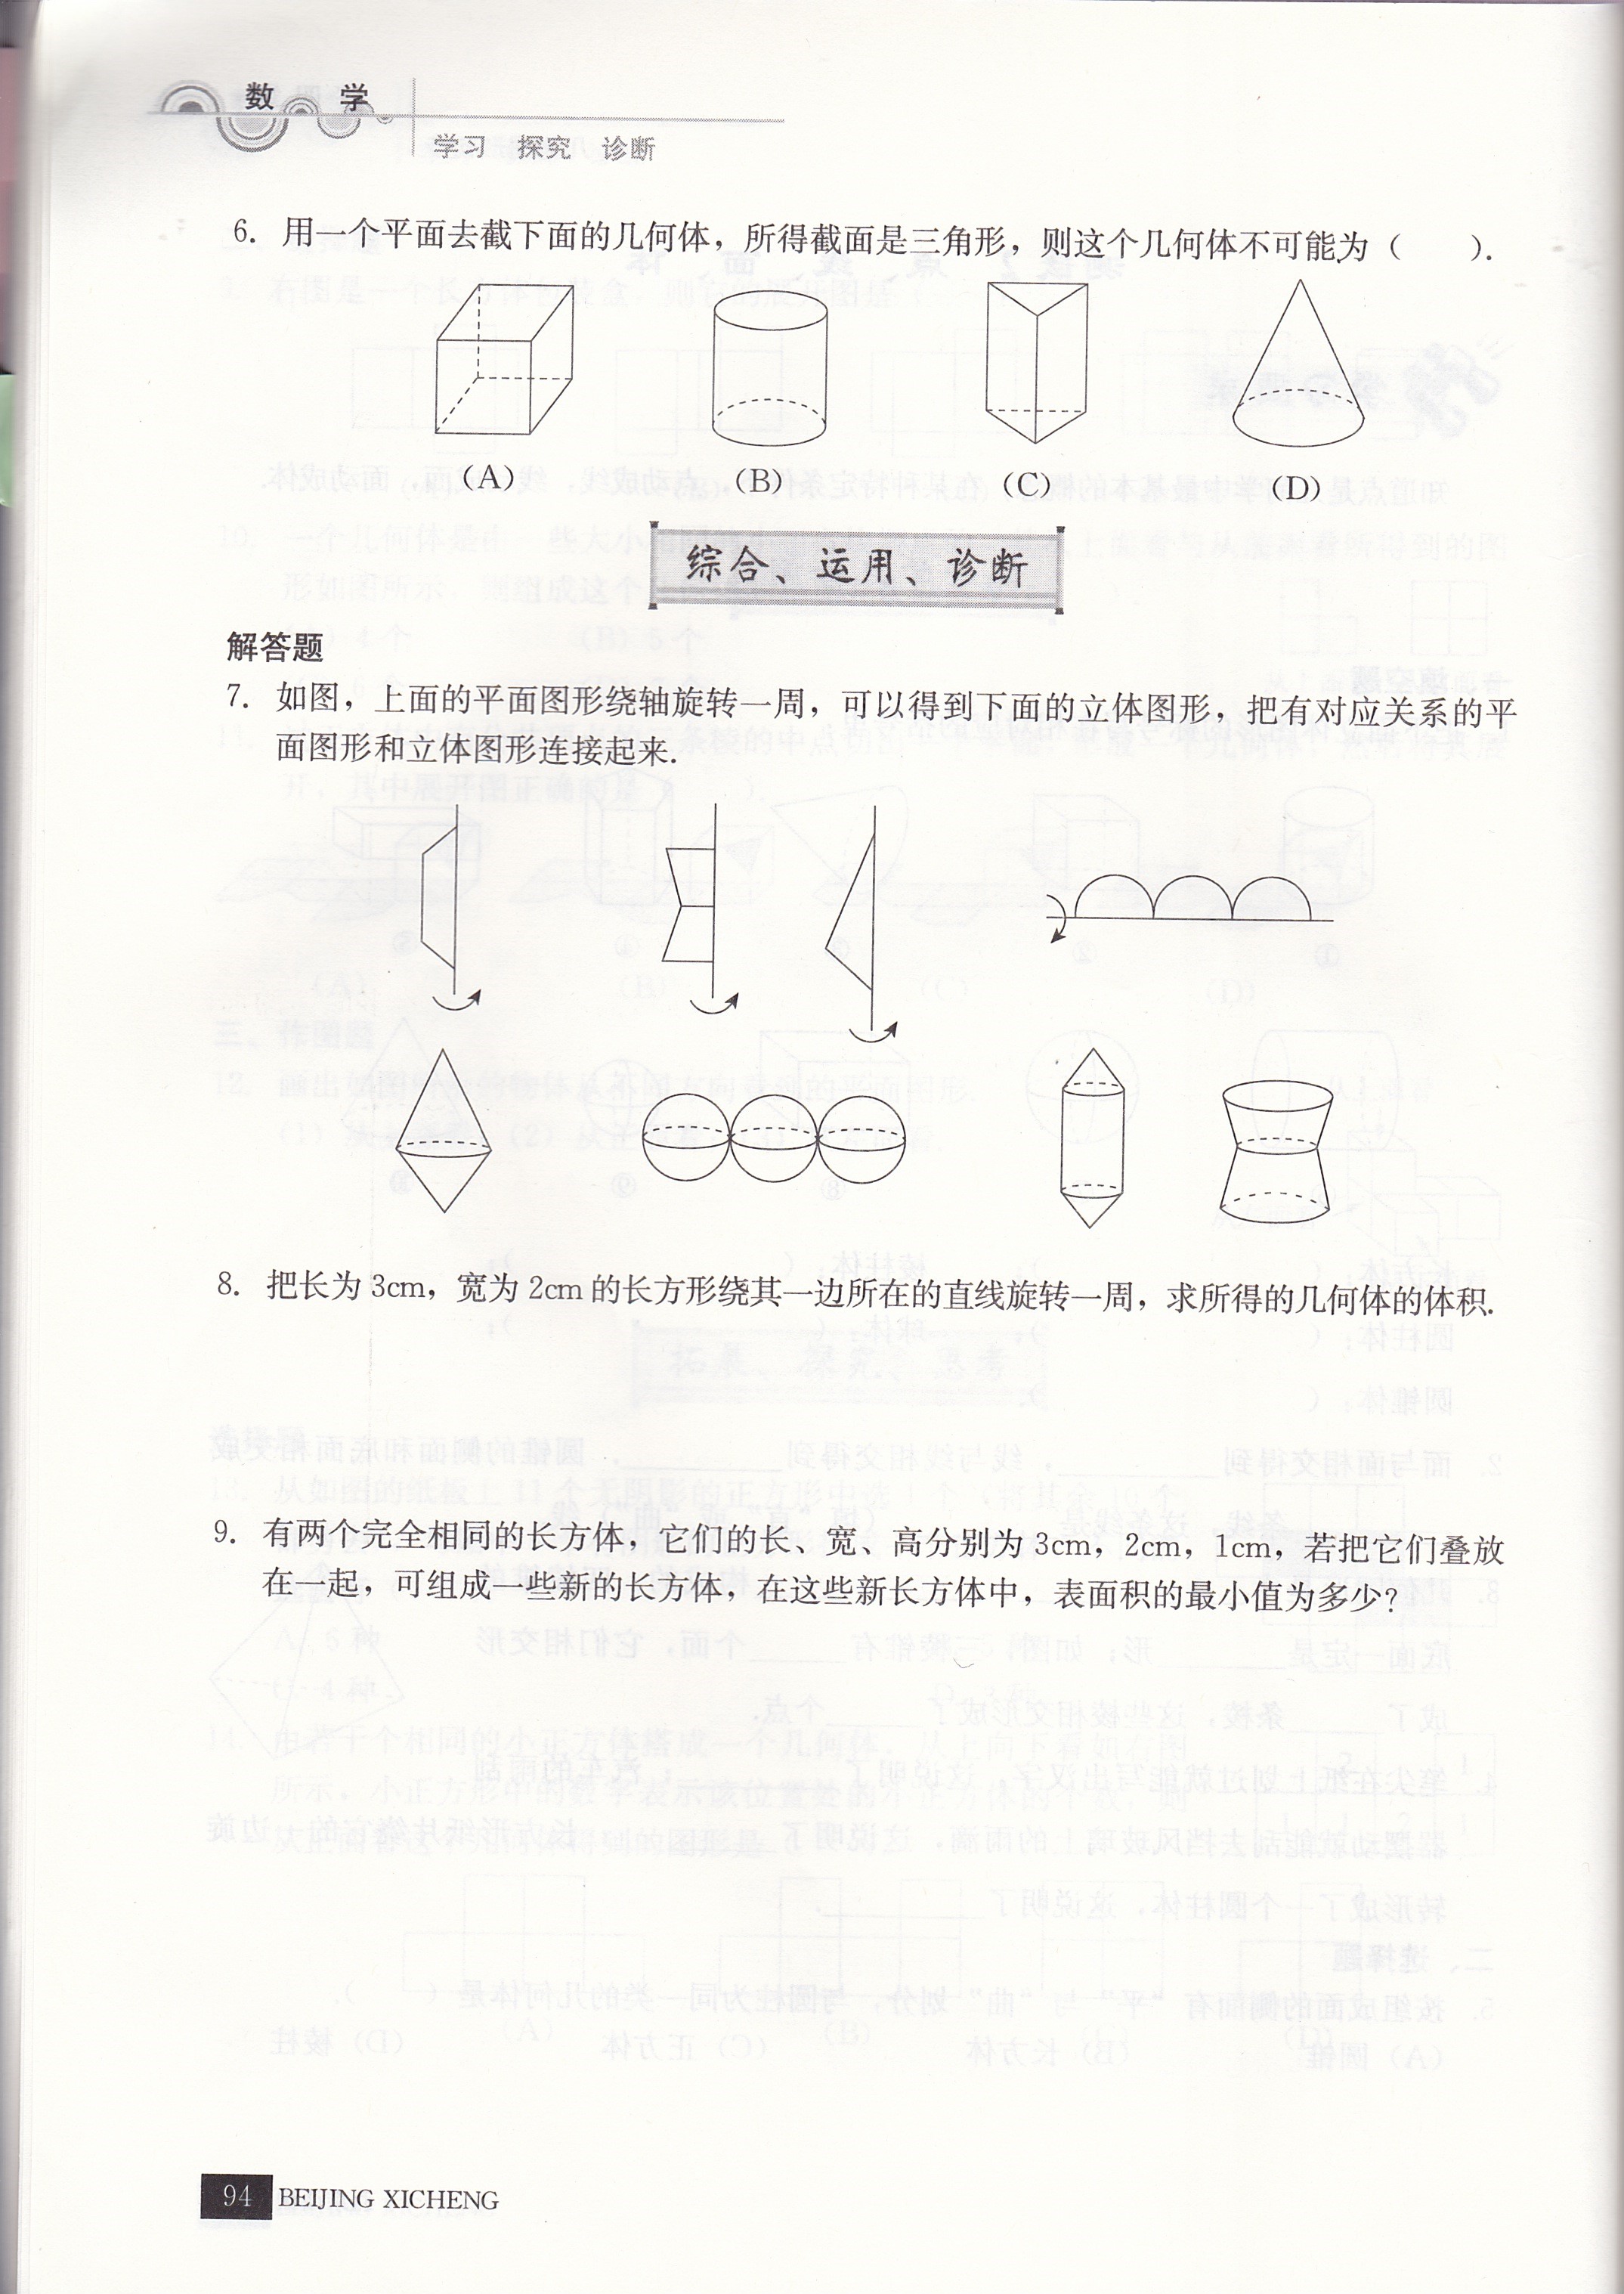 数 学
学习 探究 诊断
6. 用一个平面去截下面的几何体，所得截面是三角形，则这个几何体不可能为（ ）.
(A) (B) (C) (D)
综合、运用、诊断
解答题
7. 如图，上面的平面图形绕轴旋转一周，可以得到下面的立体图形，把有对应关系的平
面图形和立体图形连接起来.
8. 把长为 3cm，宽为 2cm 的长方形绕其一边所在的直线旋转一周，求所得的几何体的体积.
9. 有两个完全相同的长方体，它们的长、宽、高分别为 3cm，2cm，1cm，若把它们叠放
在一起，可组成一些新的长方体，在这些新长方体中，表面积的最小值为多少？
94 BEIJING XICHENG